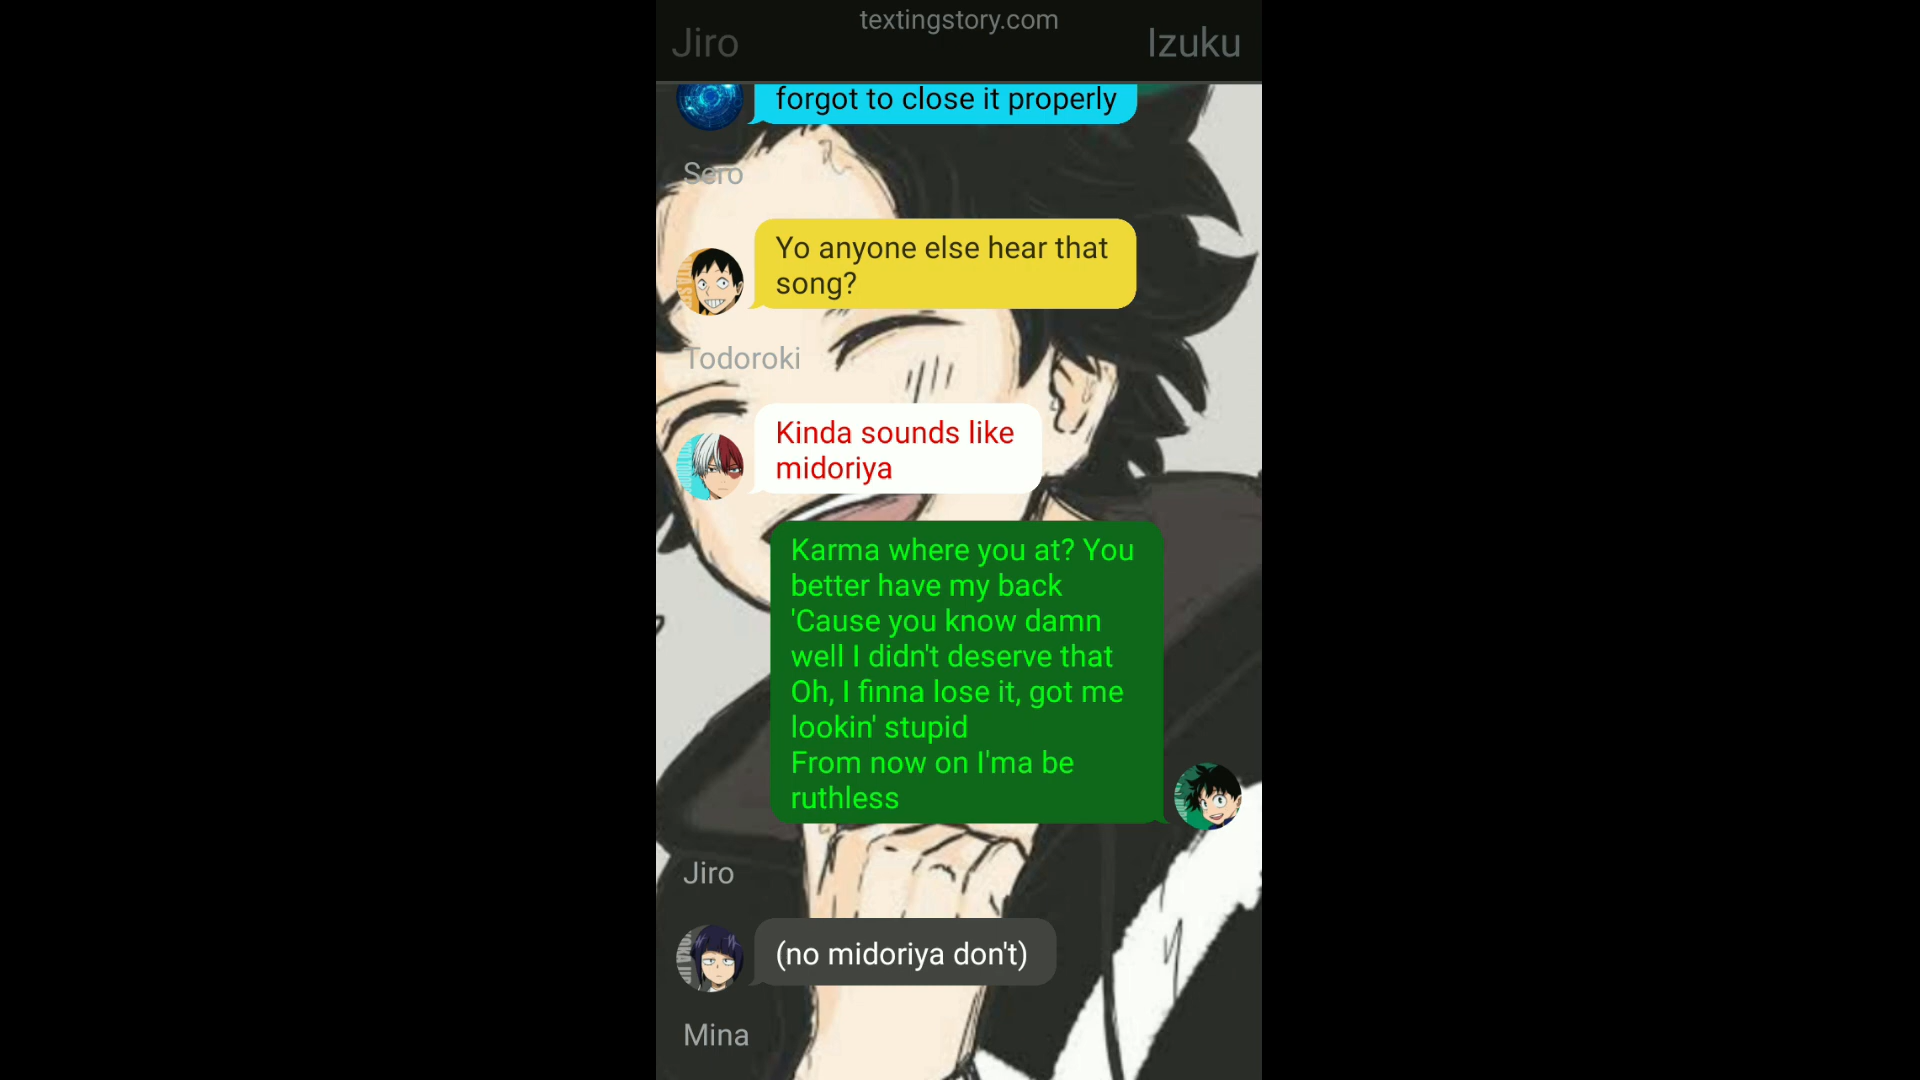 textingstory.com
Jiro
Izuku
forgot to close it properly
Sero
Yo anyone else hear that
song?
Todoroki
Kinda sounds like
midoriya
Karma where you at? You
better have my back
'Cause you know damn
well I didn't deserve that
Oh, I finna lose it, got me
lookin' stupid
From now on I'ma be
ruthless
Jiro
(no midoriya don't)
Mina